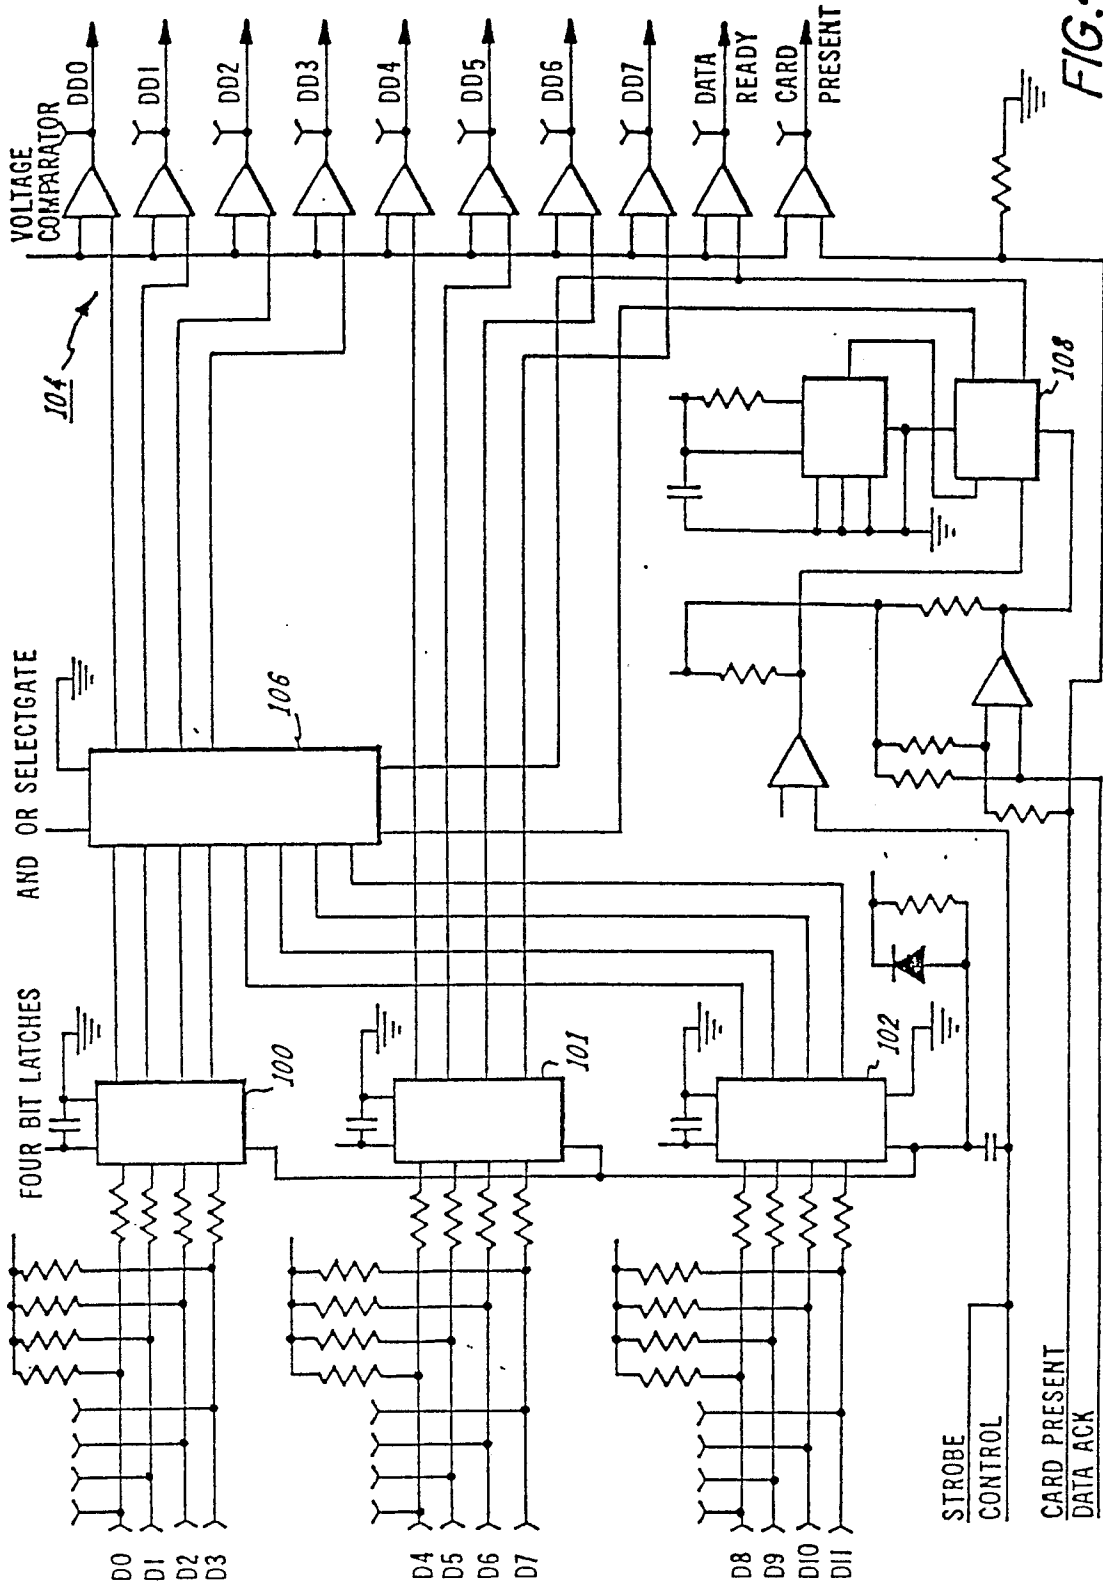 FOUR BIT LATCHES
AND OR SELECTGATE
VOLTAGE
COMPARATOR
104
106
100
101
102
108
D0
D1
D2
D3
D4
D5
D6
D7
D8
D9
D10
D11
DD0
DD1
DD2
DD3
DD4
DD5
DD6
DD7
DATA
READY
CARD
PRESENT
STROBE
CONTROL
CARD PRESENT
DATA ACK
FIG.